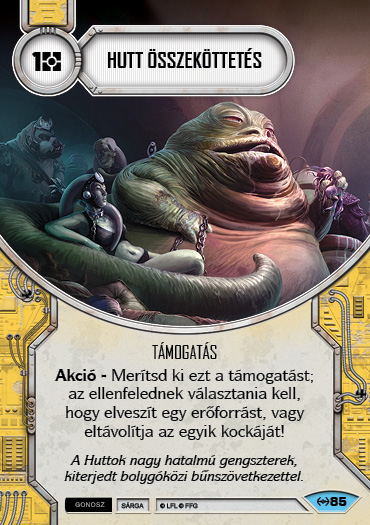 1
HUTT ÖSSZEKÖTTETÉS
TÁMOGATÁS
Akció - Merítsd ki ezt a támogatást;
az ellenfelednek választania kell,
hogy elveszít egy erőforrást, vagy
eltávolítja az egyik kockáját!
A Huttok nagy hatalmú gengszterek,
kiterjedt bolygóközi bűnszövetkezettel.
GONOSZ SÁRGA © LFL © FFG 85